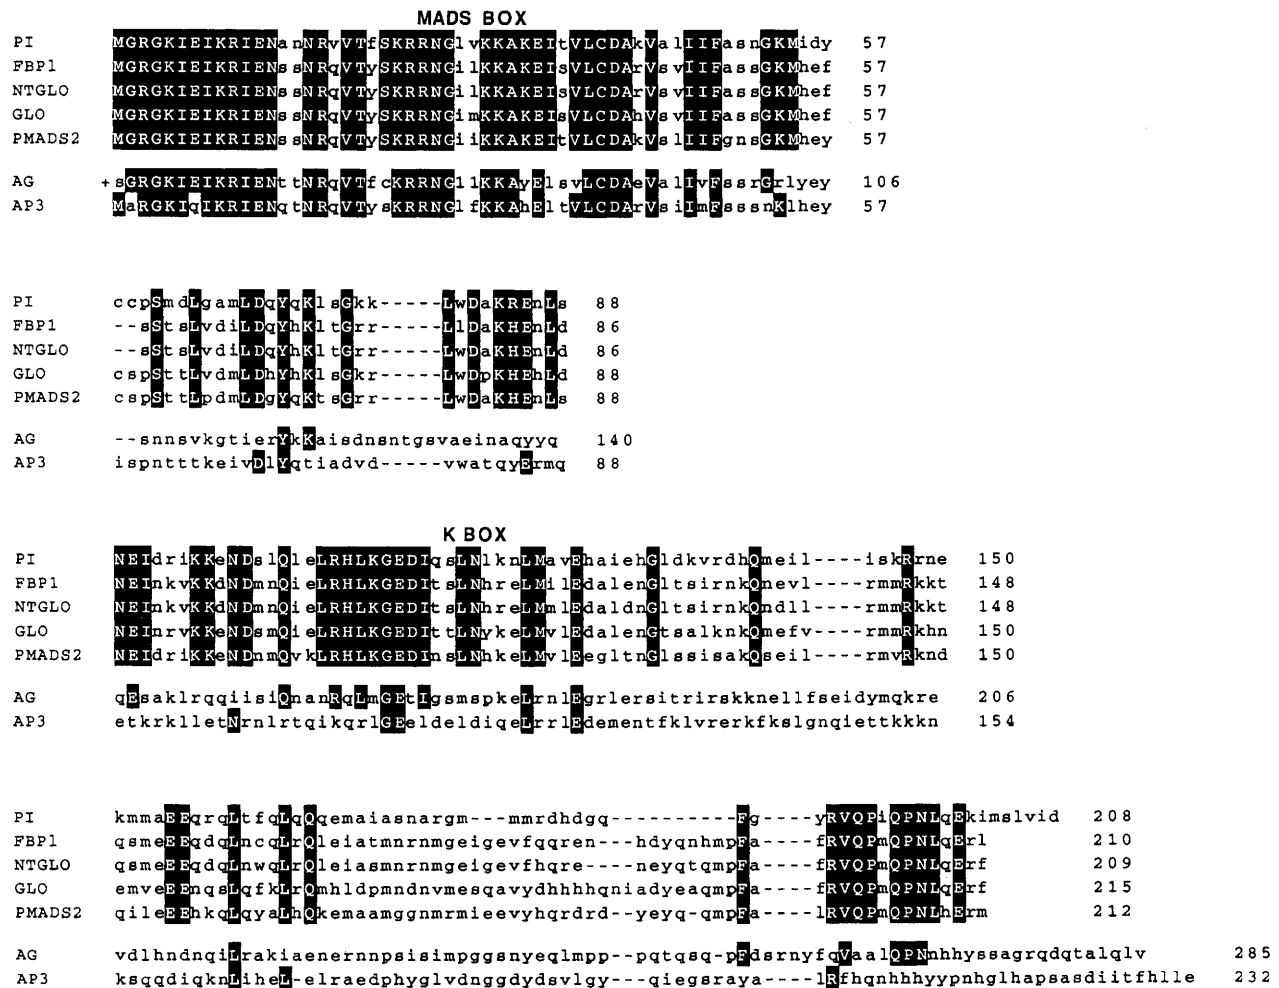 MADS BOX
PI MGRGKIEIKRIENanNRvVTfSKRRNGlvKKAKEItVLCDAkValIIFasnGKMidy 57
FBP1 MGRGKIEIKRIENssNRqVTySKRRNGilKKAKEIsVLCDArVsvIIFassGKMhef 57
NTGLO MGRGKIEIKRIENssNRqVTySKRRNGilKKAKEIsVLCDArVsvIIFassGKMhef 57
GLO MGRGKIEIKRIENssNRqVTySKRRNGimKKAKEIsVLCDAhVsvIIFassGKMhef 57
PMADS2 MGRGKIEIKRIENssNRqVTySKRRNGiiKKAKEItVLCDAkVslIIFgnsGKMhey 57
AG +sGRGKIEIKRIENttNRqVTfcKRRNGllKKAyElsvLCDAeValIvFssrGrlyey 106
AP3 MaRGKIqIKRIENqtNRqVTysKRRNGlfKKAhEltVLCDArVsiImFsssnKlhey 57
PI ccpSmdLgamLDqYqKlsGkk-----LwDaKREnLs 88
FBP1 --sStsLvdiLDqYhKltGrr-----LlDaKHEnLd 86
NTGLO --sStsLvdiLDqYhKltGrr-----LwDaKHEnLd 86
GLO cspSttLvdmLDhYhKlsGkr-----LwDpKHEhLd 88
PMADS2 cspSttLpdmLDgYqKtsGrr-----LwDaKHEnLs 88
AG --snnsvkgtierYkKaisdnsntgsvaeinaqyyq 140
AP3 ispntttkeivDlYqtiadvd-----vwatqyErmq 88
K BOX
PI NEIdriKKeNDslQleLRHLKGEDIqsLNlknLMavEhaiehGldkvrdhQmeil----iskRrne 150
FBP1 NEInkvKKdNDmnQieLRHLKGEDItsLNhreLMilEdaldnGltsirnkQnevl----rmmRkkt 148
NTGLO NEInkvKKdNDmnQieLRHLKGEDItsLNhreLMmlEdaldnGltsirnkQndll----rmmRkkt 148
GLO NEInrvKKeNDsmQieLRHLKGEDIttLNykeLMvlEdalenGtsalknkQmefv----rmmRkhn 150
PMADS2 NEIdriKKeNDnmQvkLRHLKGEDInsLNhkeLMvlEegltnGlssisakQseil----rmvRknd 150
AG qEsaklrqqiisiQnanRqLmGEtIgsmspkeLrnlEgrlersitrirskknellfseidymqkre 206
AP3 etkrklletNrnlrtqikqrlGEeldeldiqeLrrlEdementfklvrerkfkslgnqiettkkkn 154
PI kmmaEEqrqLtfqLqQqemaiasnargm---mmrdhdgq----------Fg----yRVQPiQPNLqEkimslvid 208
FBP1 qsmeEEqdqLncqLrQleiatmnrnmgeigevfqqren---hdyqnhmpFa----fRVQPmQPNLqErl 210
NTGLO qsmeEEqdqLnwqLrQleiasmnrnmgeigevfhqre----neyqtqmpFa----fRVQPmQPNLqErf 209
GLO emveEEnqsLqfkLrQmhldpmndnvmesqavydhhhhqniadyeaqmpFa----fRVQPmQPNLqErf 215
PMADS2 qileEEhkqLqyaLhQkemaamggnmrmieevyhqrdrd--yeyq-qmpFa----lRVQPmQPNLhErm 212
AG vdlhndnqiLrakiaenernnpsisimpggsnyeqlmpp--pqtqsq-pFdsrnyfqVaalQPNnhhyssagrqdqtalqlv 285
AP3 ksqqdiqknLiheL-elraedphyglvdnggdydsvlgy---qiegsraya----lRfhqnhhhyypnhglhapsasdiitfhlle 232